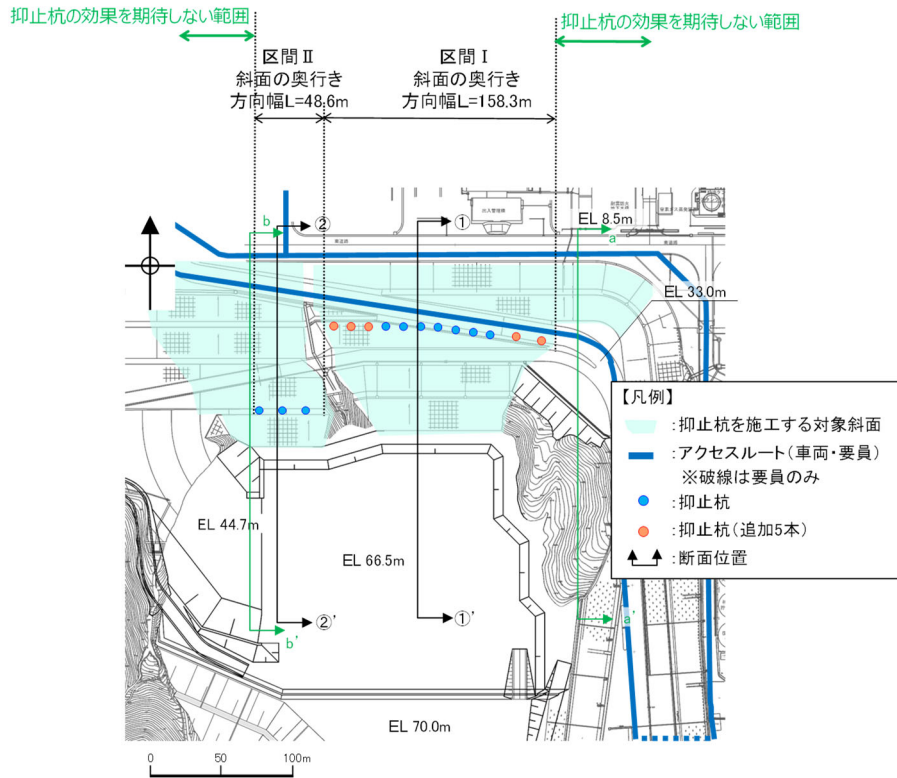 抑止杭の効果を期待しない範囲
抑止杭の効果を期待しない範囲
区間Ⅱ
斜面の奥行き
方向幅L=48.6m
区間Ⅰ
斜面の奥行き
方向幅L=158.3m
出入管理棟
EL 8.5m
b
②
①
a
EL 33.0m
【凡例】
:抑止杭を施工する対象斜面
:アクセスルート(車両・要員)
※破線は要員のみ
:抑止杭
:抑止杭(追加5本)
:断面位置
EL 44.7m
EL 66.5m
②'
①'
a'
b'
EL 70.0m
0 50 100m